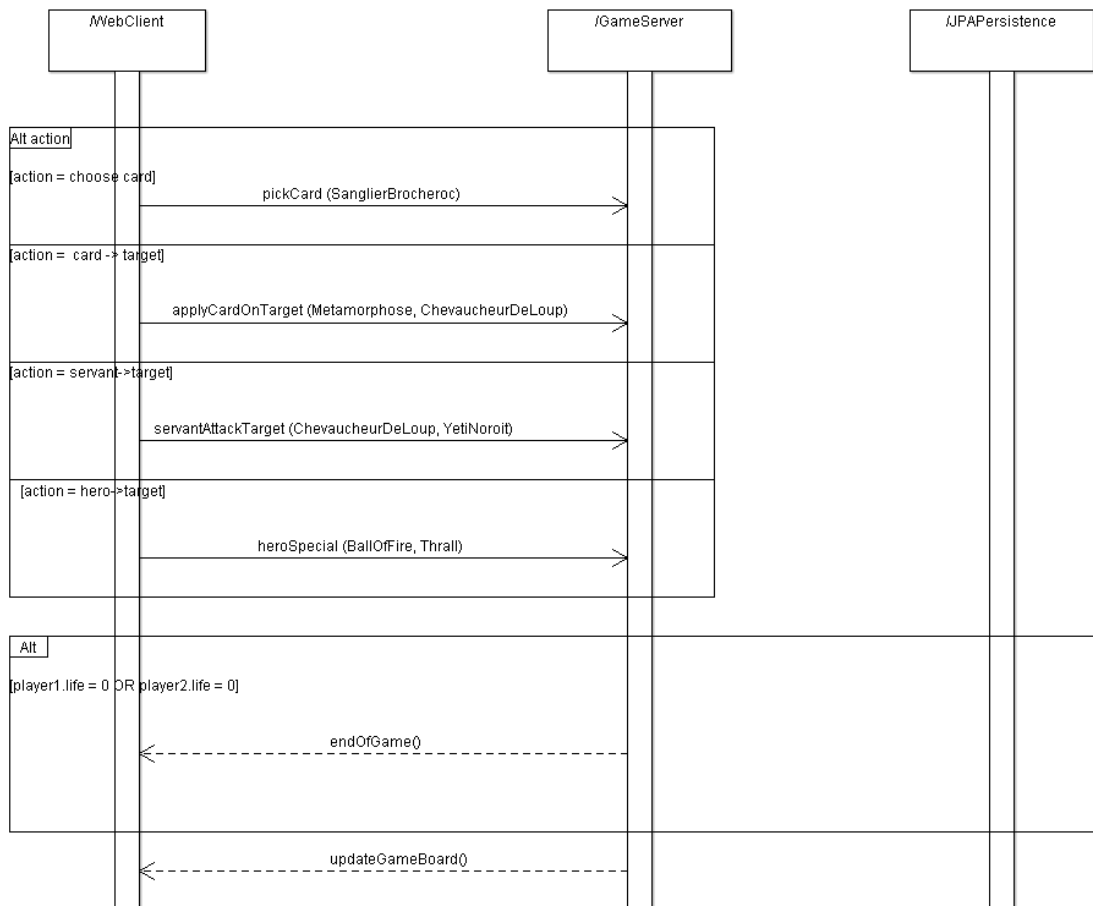 /WebClient
/GameServer
/JPAPersistence
Alt action
[action = choose card]
pickCard (SanglierBrocheroc)
[action =  card -> target]
applyCardOnTarget (Metamorphose, ChevaucheurDeLoup)
[action = servant->target]
servantAttackTarget (ChevaucheurDeLoup, YetiNoroit)
[action = hero->target]
heroSpecial (BallOfFire, Thrall)
Alt
[player1.life = 0 OR player2.life = 0]
endOfGame()
updateGameBoard()